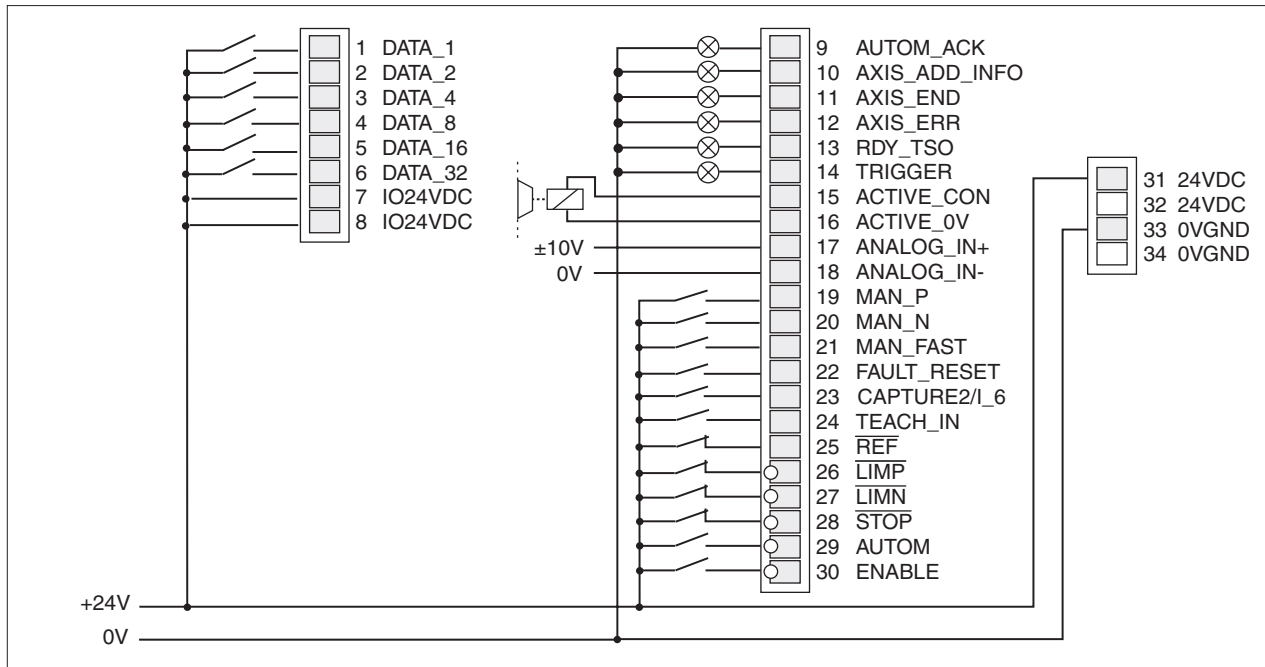 1 DATA_1
2 DATA_2
3 DATA_4
4 DATA_8
5 DATA_16
6 DATA_32
7 IO24VDC
8 IO24VDC
9 AUTOM_ACK
10 AXIS_ADD_INFO
11 AXIS_END
12 AXIS_ERR
13 RDY_TSO
14 TRIGGER
15 ACTIVE_CON
16 ACTIVE_0V
±10V
17 ANALOG_IN+
0V
18 ANALOG_IN-
19 MAN_P
20 MAN_N
21 MAN_FAST
22 FAULT_RESET
23 CAPTURE2/I_6
24 TEACH_IN
25 REF
26 LIMP
27 LIMN
28 STOP
29 AUTOM
30 ENABLE
31 24VDC
32 24VDC
33 0VGND
34 0VGND
+24V
0V